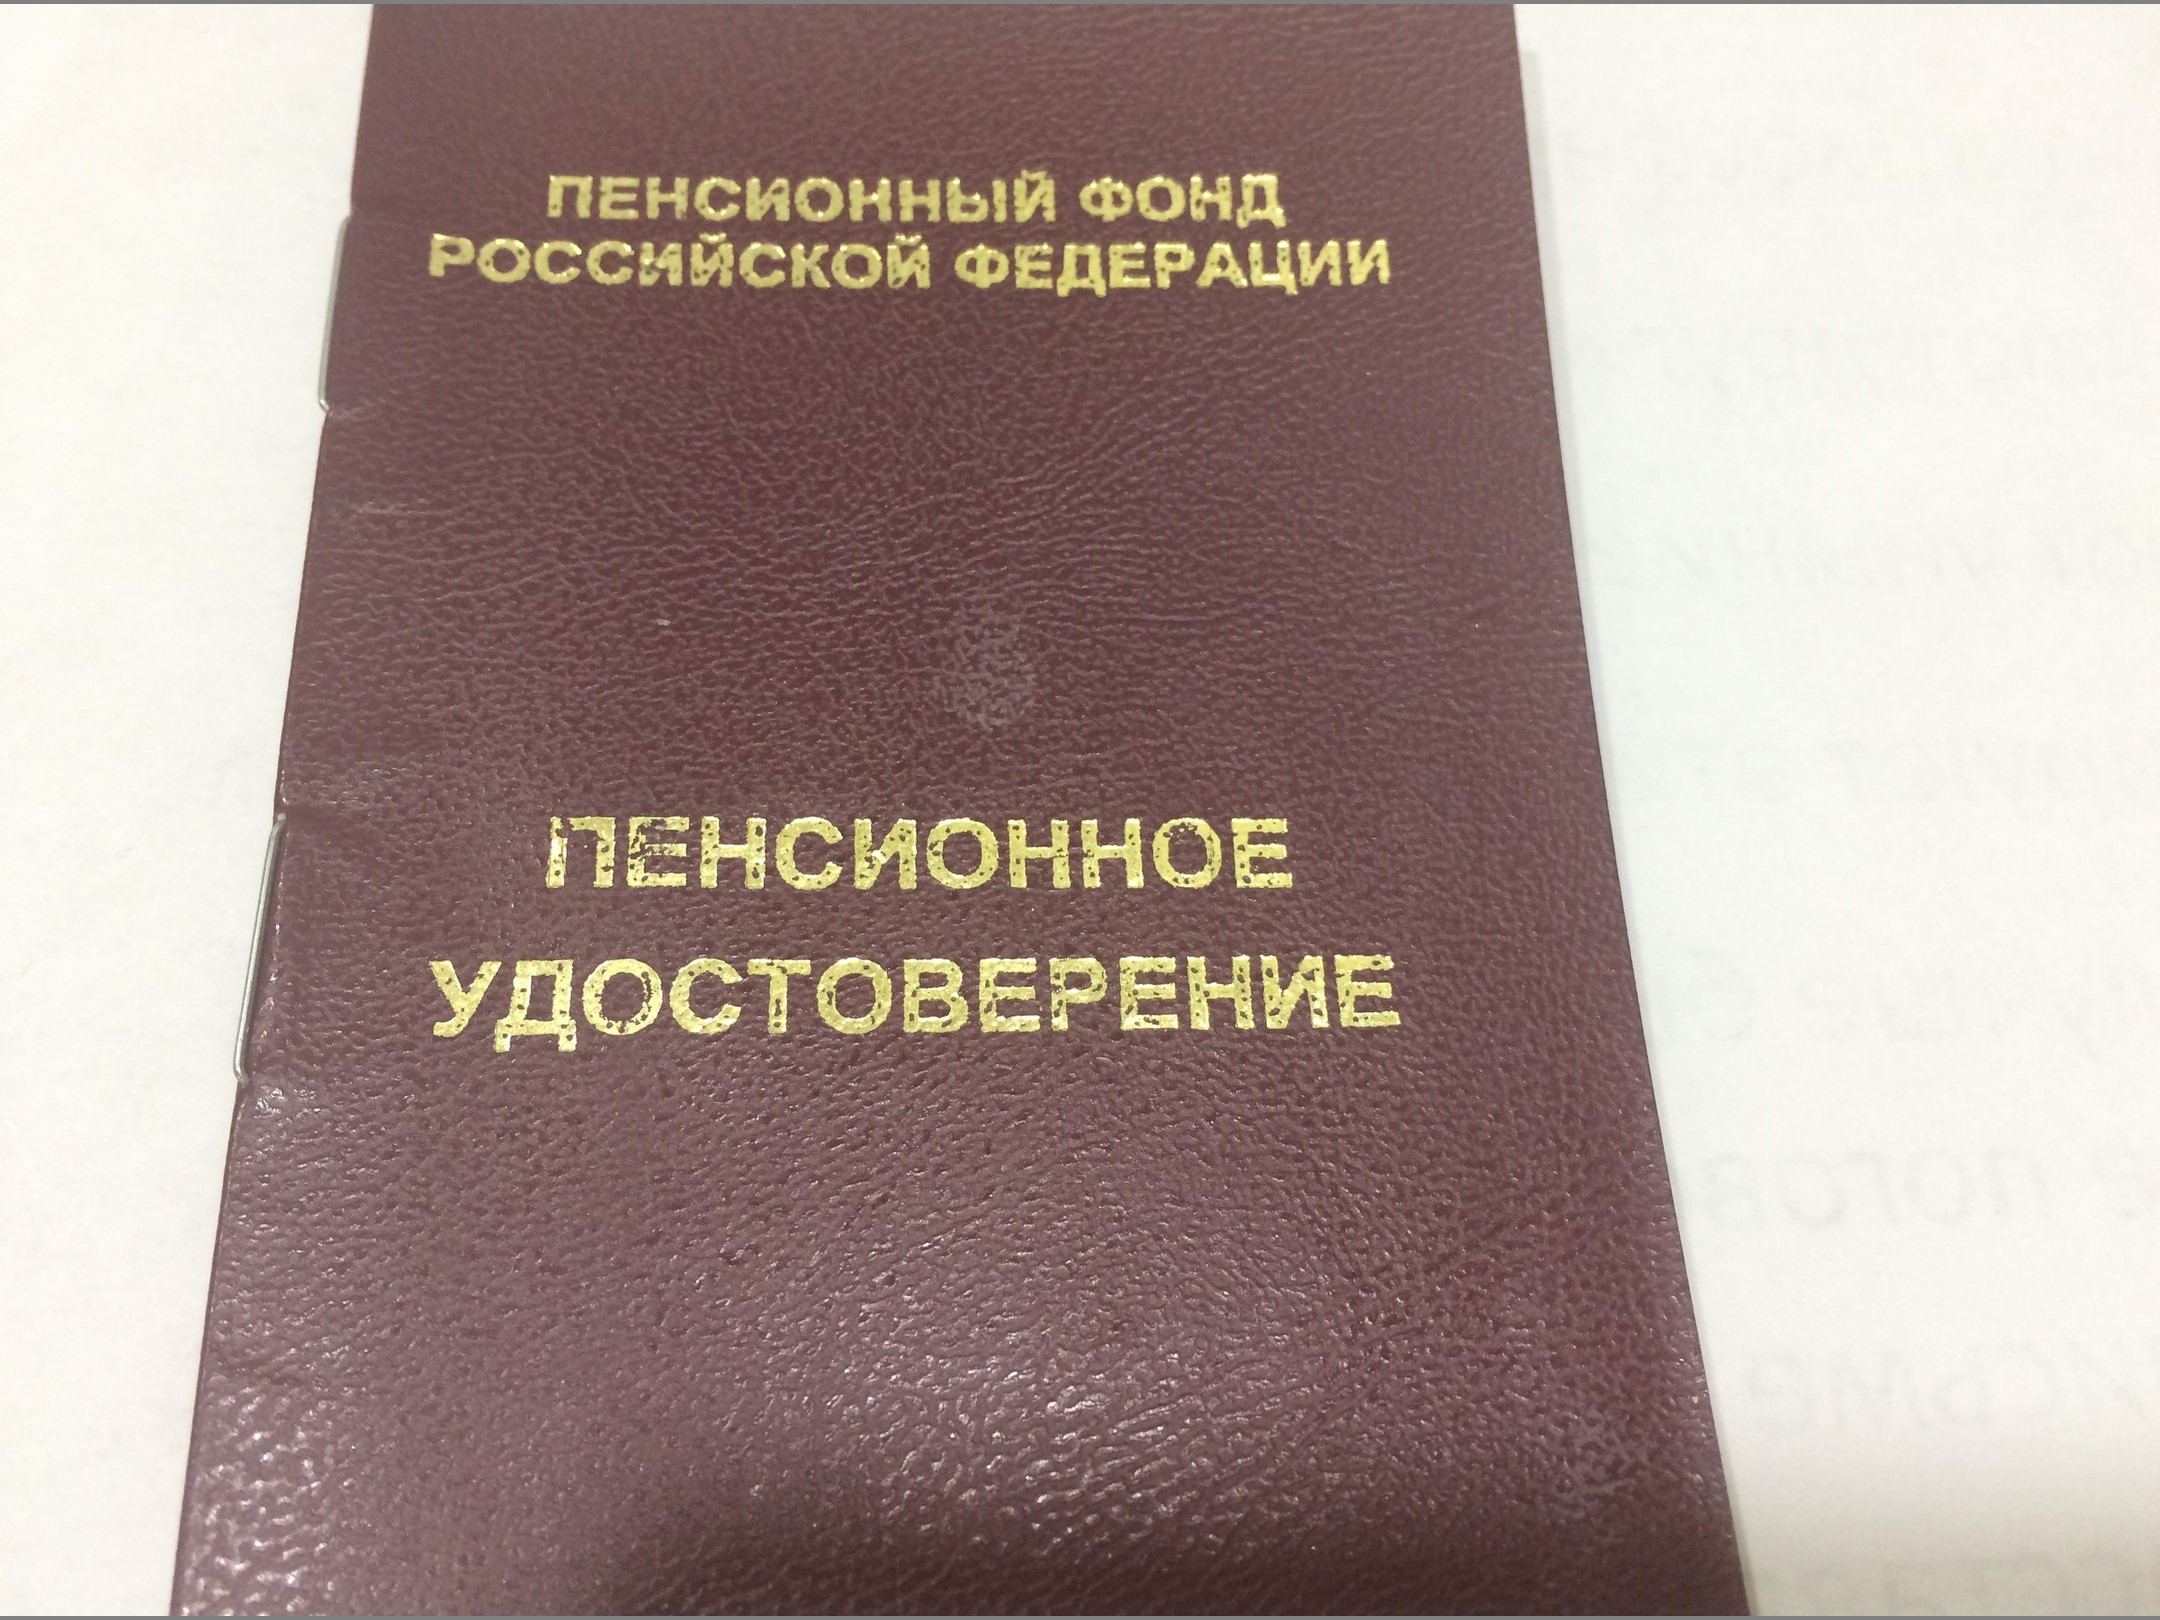 ПЕНСИОННЫЙ ФОНД
РОССИЙСКОЙ ФЕДЕРАЦИИ
ПЕНСИОННОЕ
УДОСТОВЕРЕНИЕ